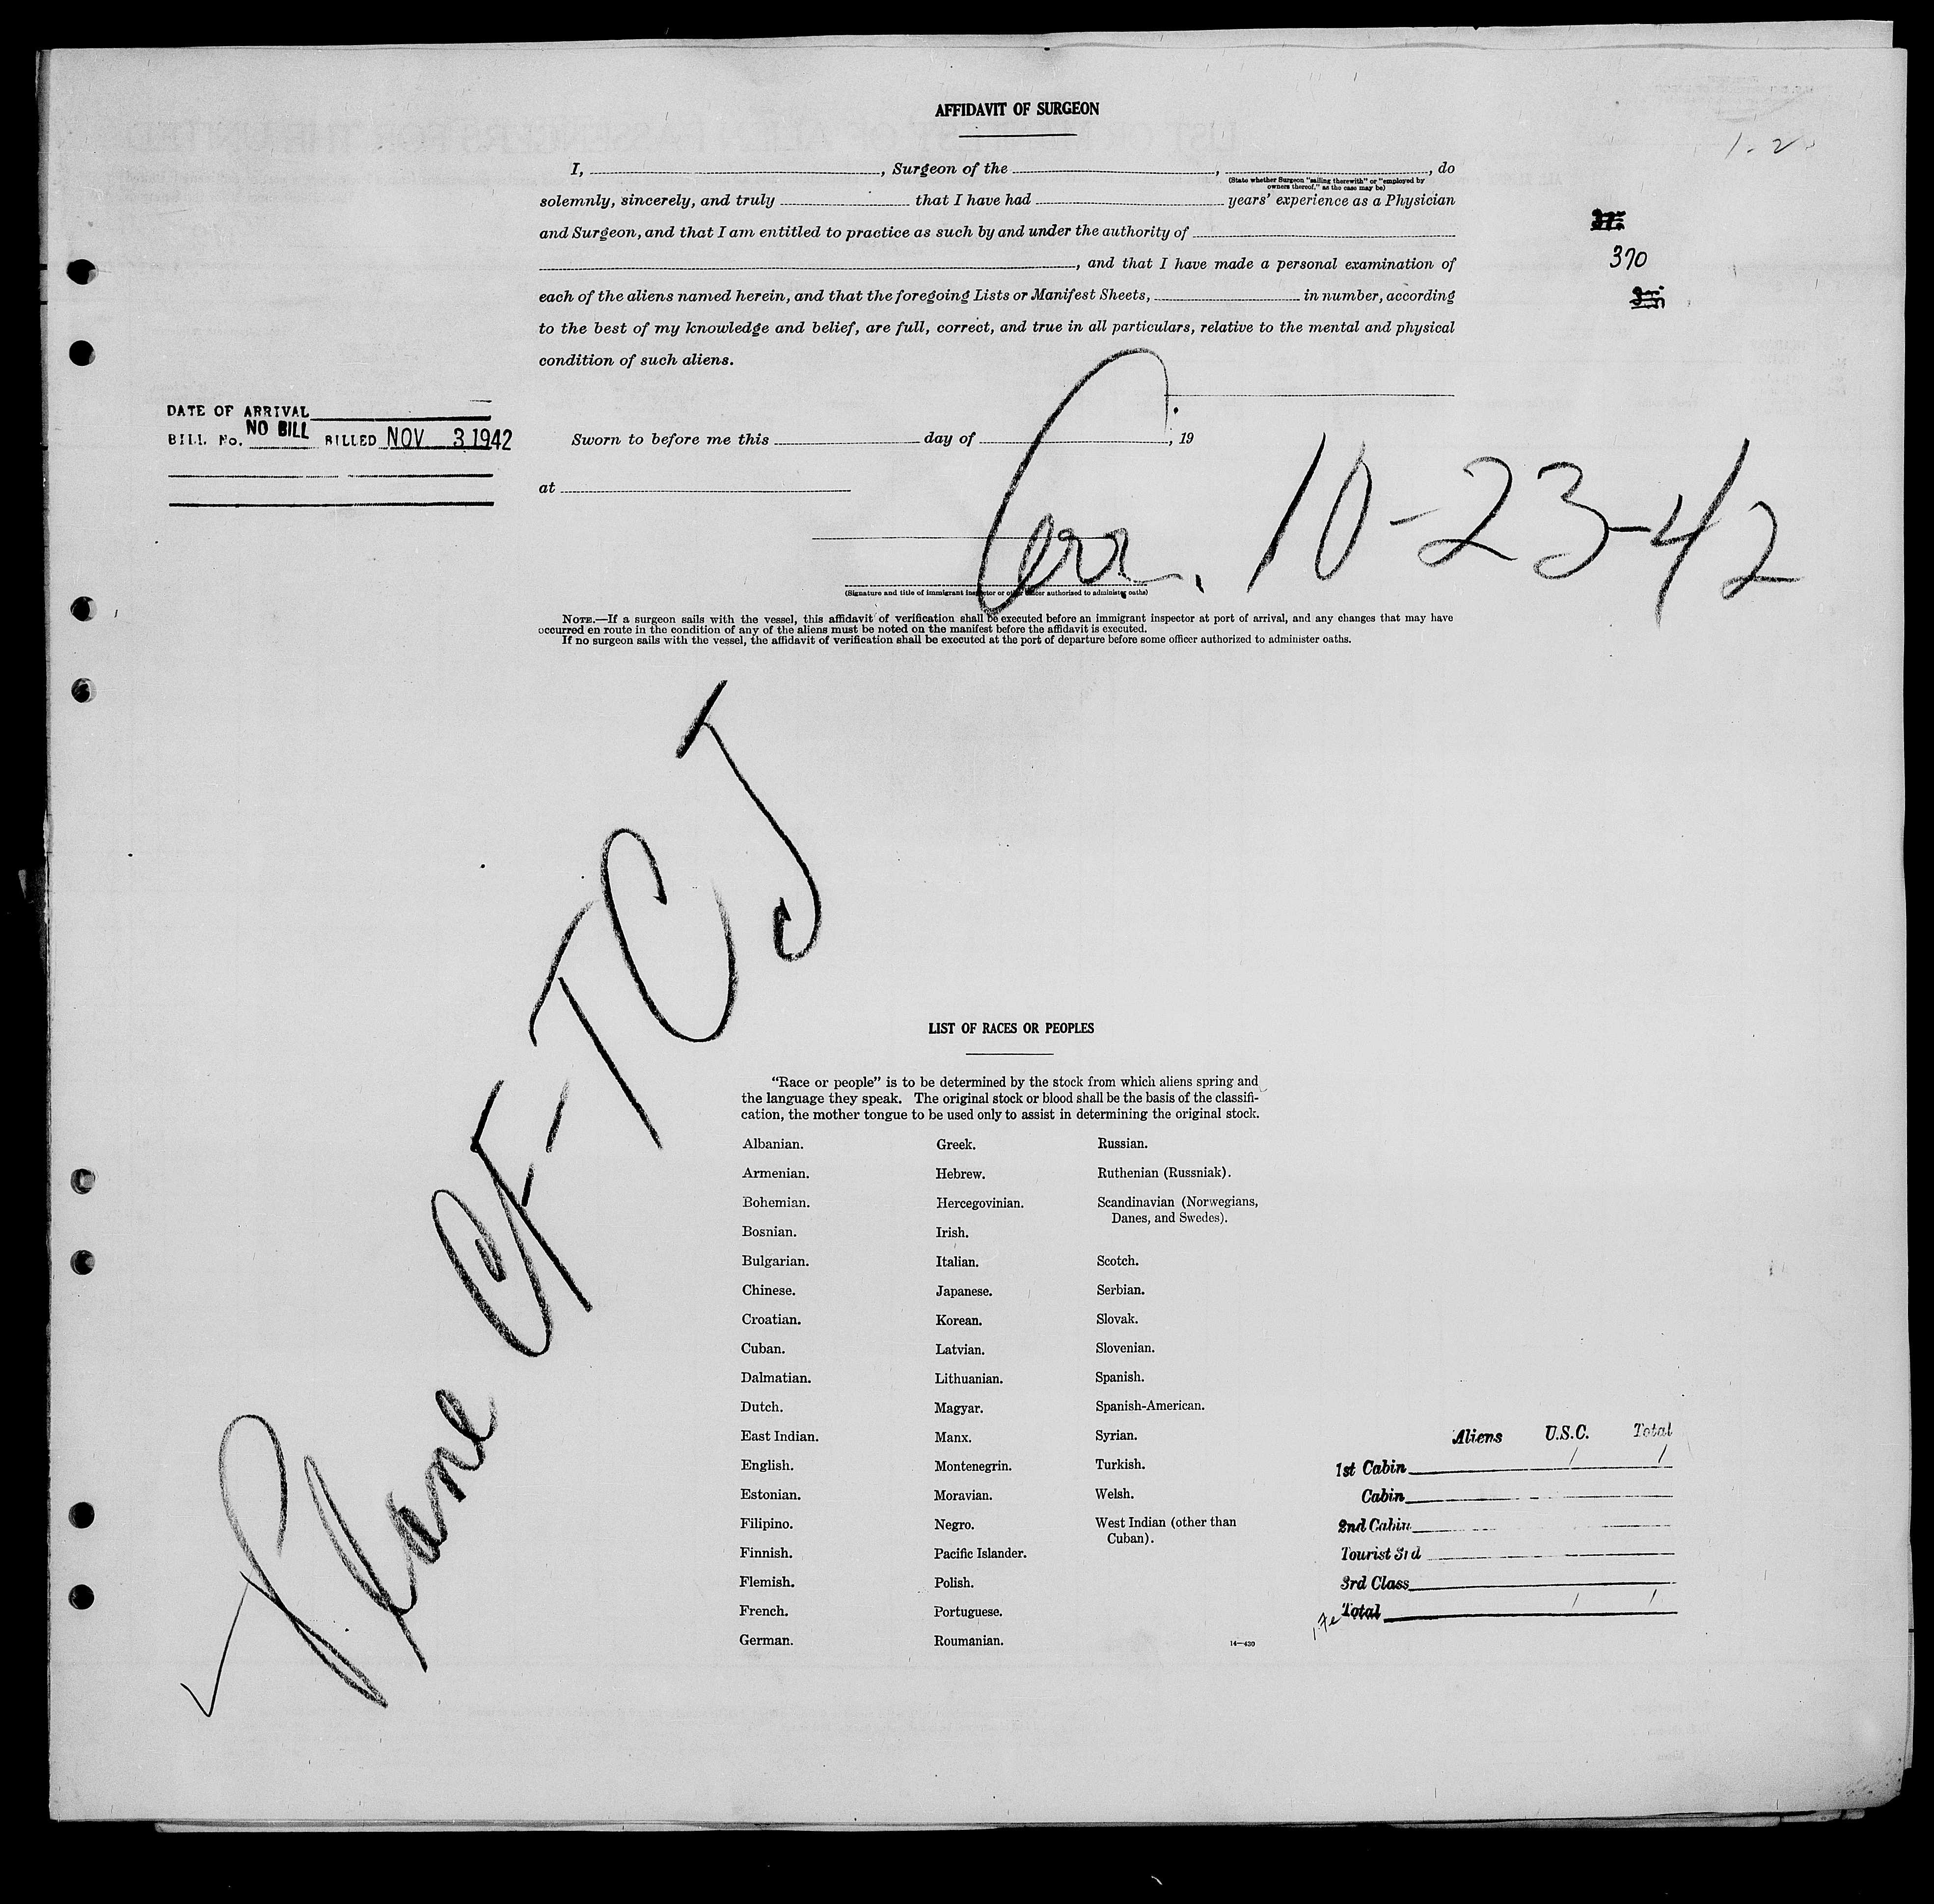 AFFIDAVIT OF SURGEON
1-2
I, , Surgeon of the , , do
(State whether Surgeon "sailing therewith" or "employed by
owners thereof," as the case may be)
solemnly, sincerely, and truly that I have had years' experience as a Physician
and Surgeon, and that I am entitled to practice as such by and under the authority of
, and that I have made a personal examination of
370
each of the aliens named herein, and that the foregoing Lists or Manifest Sheets, in number, according
to the best of my knowledge and belief, are full, correct, and true in all particulars, relative to the mental and physical
condition of such aliens.
DATE OF ARRIVAL
BILL No. NO BILL BILLED NOV 3 1942
Sworn to before me this day of , 19
at
Arr. 10-23-42
(Signature and title of immigrant inspector or other officer authorized to administer oaths)
NOTE.—If a surgeon sails with the vessel, this affidavit of verification shall be executed before an immigrant inspector at port of arrival, and any changes that may have
occurred en route in the condition of any of the aliens must be noted on the manifest before the affidavit is executed.
If no surgeon sails with the vessel, the affidavit of verification shall be executed at the port of departure before some officer authorized to administer oaths.
Plane CF-TCJ
LIST OF RACES OR PEOPLES
"Race or people" is to be determined by the stock from which aliens spring and
the language they speak. The original stock or blood shall be the basis of the classifi-
cation, the mother tongue to be used only to assist in determining the original stock.
Albanian.
Armenian.
Bohemian.
Bosnian.
Bulgarian.
Chinese.
Croatian.
Cuban.
Dalmatian.
Dutch.
East Indian.
English.
Estonian.
Filipino.
Finnish.
Flemish.
French.
German.
Greek.
Hebrew.
Hercegovinian.
Irish.
Italian.
Japanese.
Korean.
Latvian.
Lithuanian.
Magyar.
Manx.
Montenegrin.
Moravian.
Negro.
Pacific Islander.
Polish.
Portuguese.
Roumanian.
Russian.
Ruthenian (Russniak).
Scandinavian (Norwegians,
Danes, and Swedes).
Scotch.
Serbian.
Slovak.
Slovenian.
Spanish.
Spanish-American.
Syrian.
Turkish.
Welsh.
West Indian (other than
Cuban).
14—430
Aliens U.S.C. Total
1st Cabin 1 1
Cabin
2nd Cabin
Tourist 3rd
3rd Class
Total 1 1